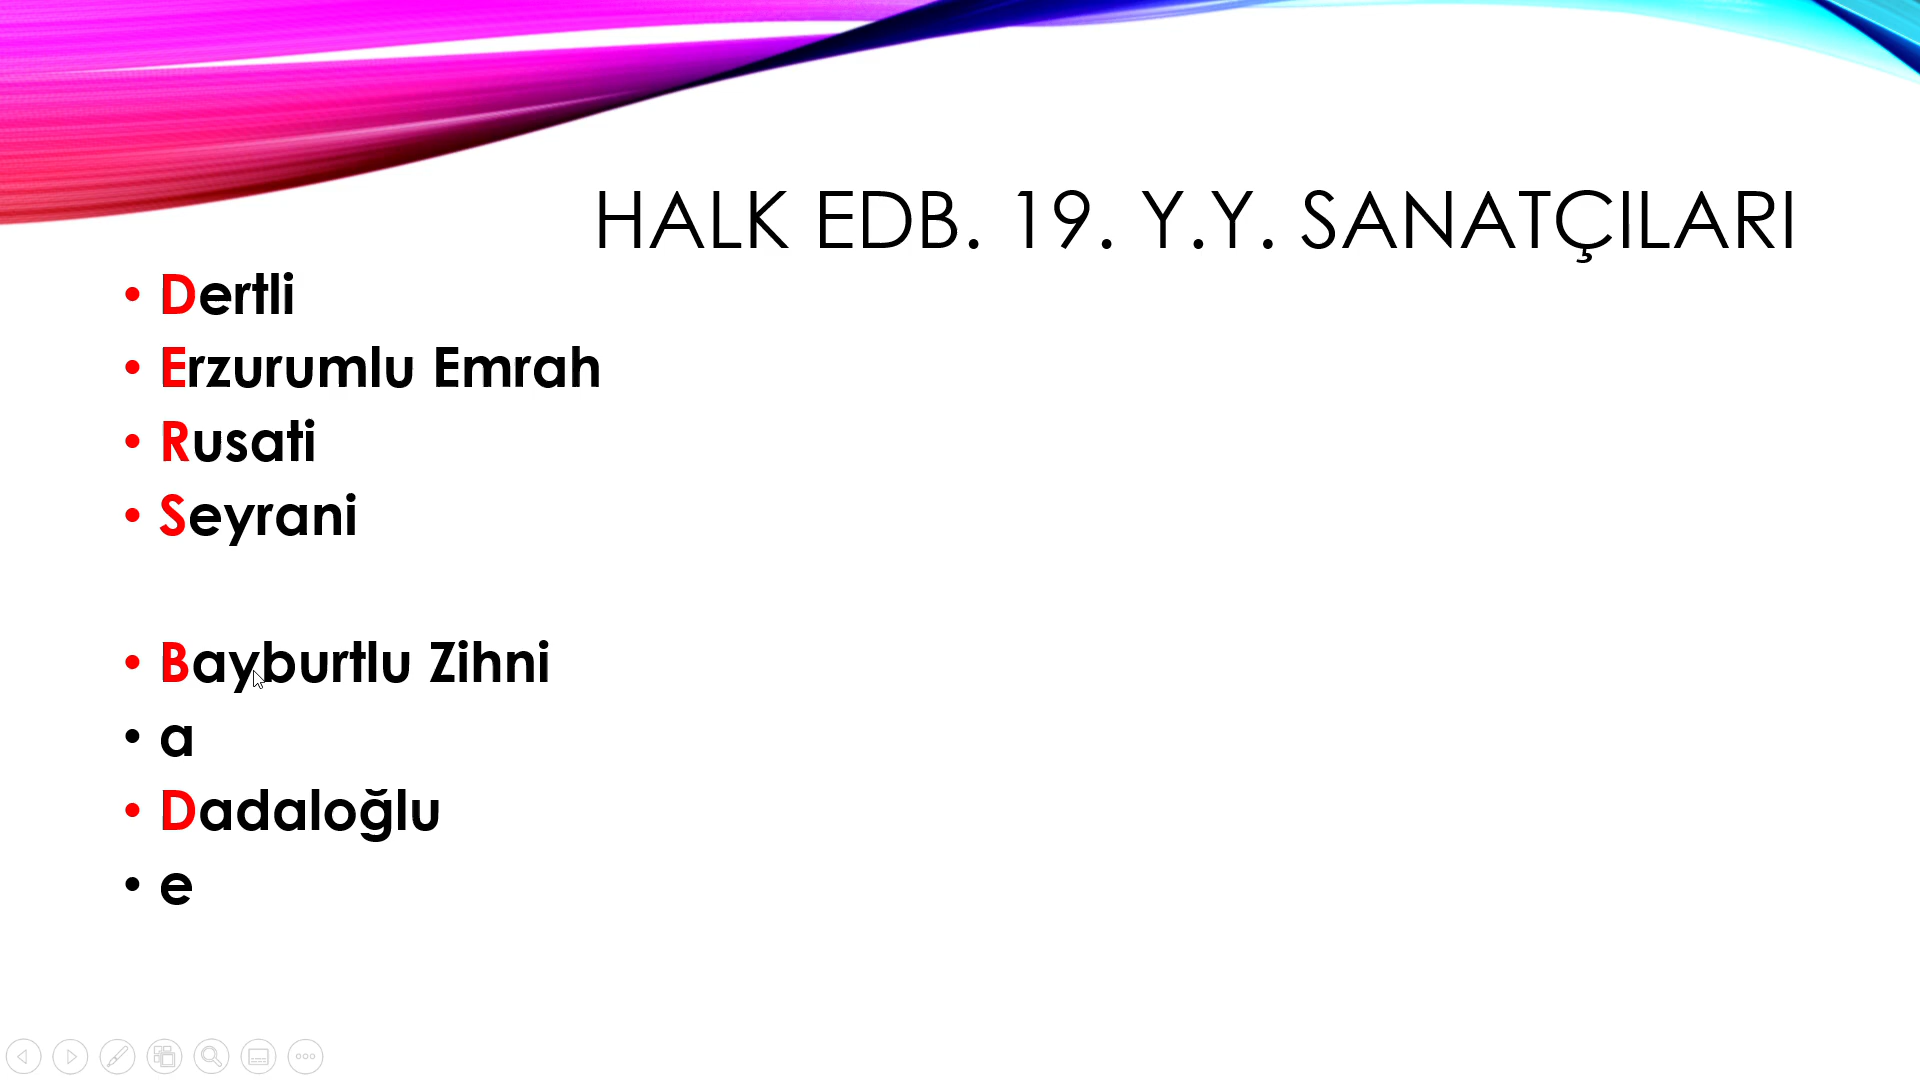 HALK EDB. 19. Y.Y. SANATÇILARI
• Dertli
• Erzurumlu Emrah
• Rusati
• Seyrani
• Bayburtlu Zihni
• a
• Dadaloğlu
• e